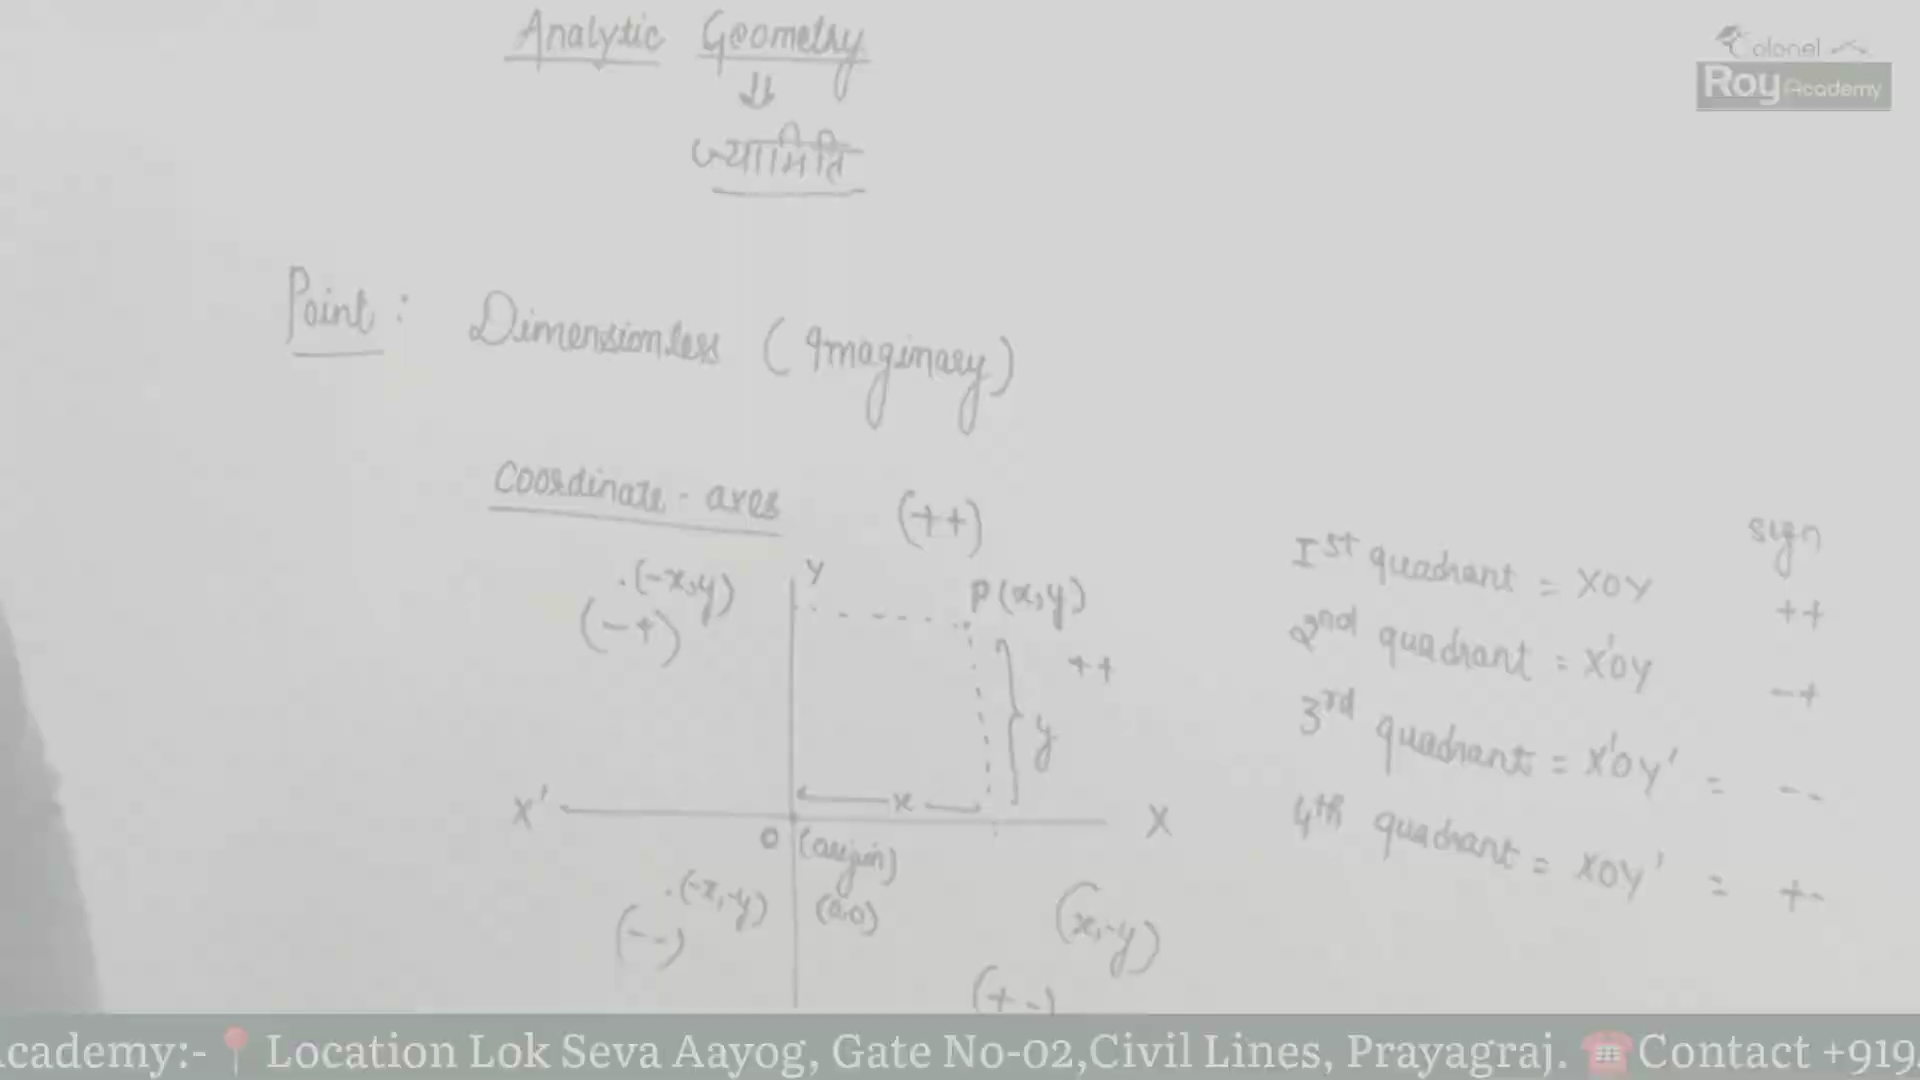 Analytic Geometry
⇓
ज्यामिति
Colonel
Roy Academy
Point : Dimensionless (Imaginary)
Coordinate - axes
(++)
.(-x,y)
(-+)
Y
P(x,y)
++
y
x
X'
X
O (orijin)
(0,0)
.(-x,-y)
(--)
(x,-y)
(+-)
sign
Ist quadrant = XOY ++
2nd quadrant = X'OY -+
3rd quadrant = X'OY' = --
4th quadrant = XOY' = +-
cademy:-📍Location Lok Seva Aayog, Gate No-02,Civil Lines, Prayagraj. ☎Contact +919